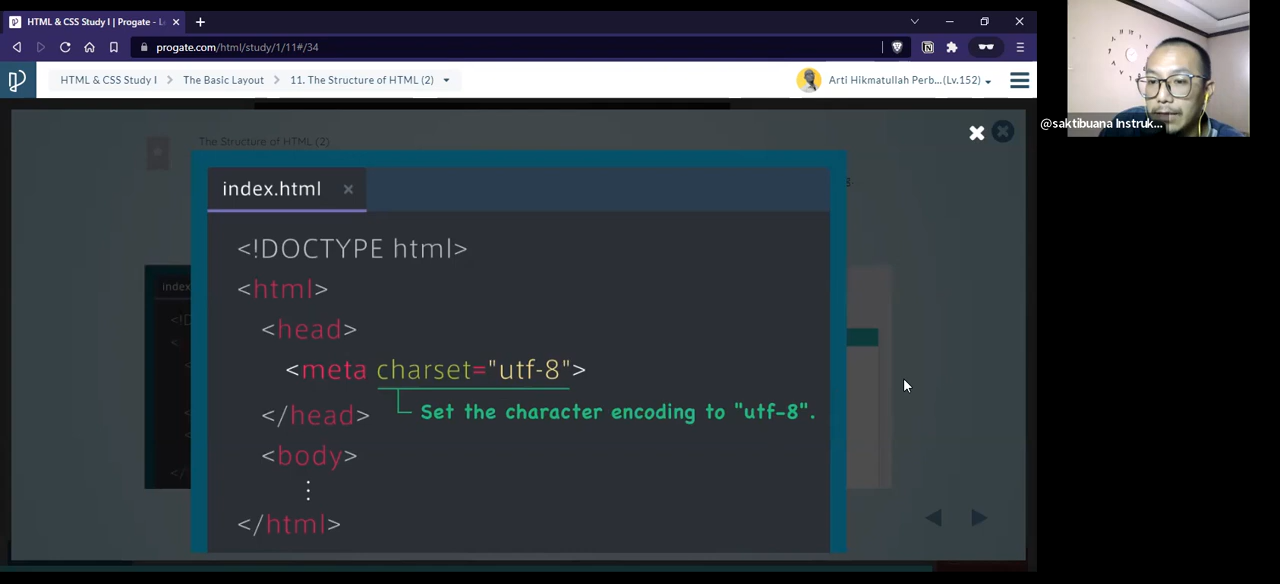 HTML & CSS Study I | Progate - Le
progate.com/html/study/1/11#/34
HTML & CSS Study I
The Basic Layout
11. The Structure of HTML (2)
Arti Hikmatullah Perb...(Lv.152)
@saktibuana Instruk...
The Structure of HTML (2)
index.html
<!DOCTYPE html>
<html>
<head>
<meta charset="utf-8">
Set the character encoding to "utf-8".
</head>
<body>
⋮
</html>
index